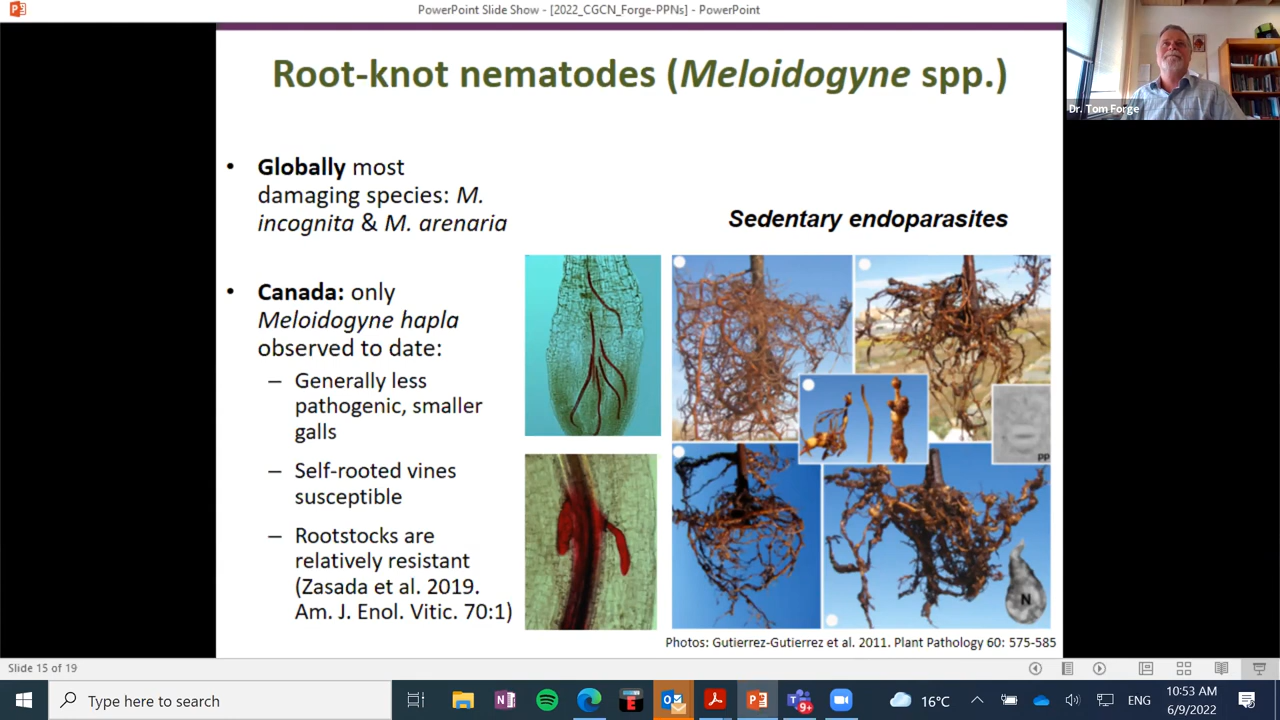 PowerPoint Slide Show - [2022_CGCN_Forge-PPNs] - PowerPoint
Dr. Tom Forge
Root-knot nematodes (Meloidogyne spp.)
• Globally most
damaging species: M.
incognita & M. arenaria
• Canada: only
Meloidogyne hapla
observed to date:
– Generally less
pathogenic, smaller
galls
– Self-rooted vines
susceptible
– Rootstocks are
relatively resistant
(Zasada et al. 2019.
Am. J. Enol. Vitic. 70:1)
Sedentary endoparasites
pp
N
Photos: Gutierrez-Gutierrez et al. 2011. Plant Pathology 60: 575-585
Slide 15 of 19
Type here to search
9+
16°C
ENG
10:53 AM
6/9/2022